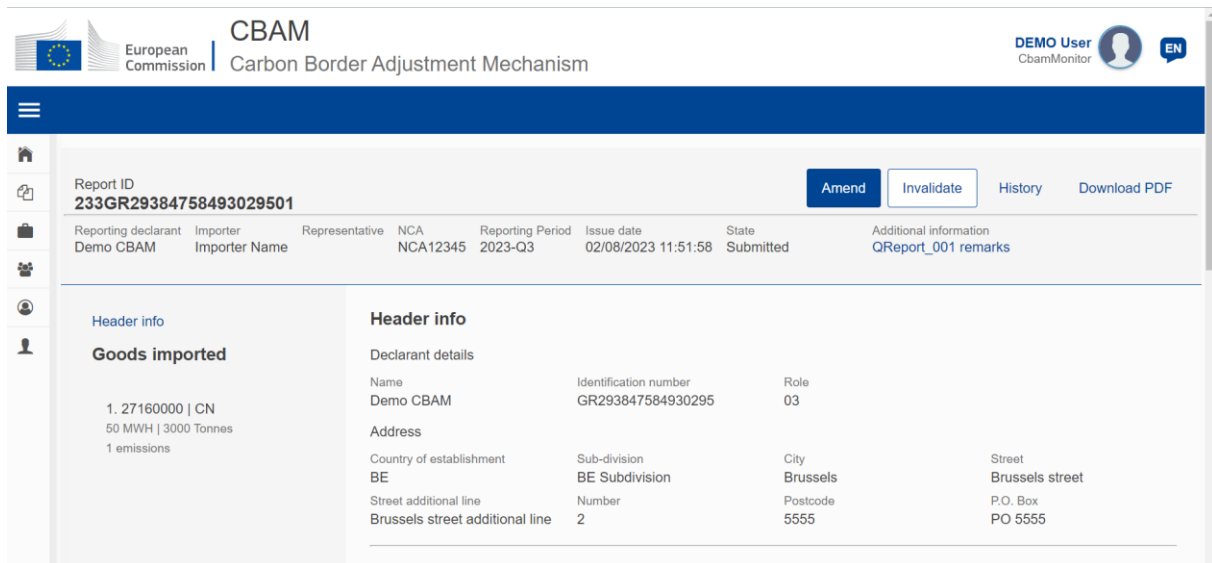 CBAM
European Commission
Carbon Border Adjustment Mechanism
DEMO User
CbamMonitor
EN
Report ID
233GR29384758493029501
Amend
Invalidate
History
Download PDF
Reporting declarant Importer Representative NCA Reporting Period Issue date State Additional information
Demo CBAM Importer Name NCA12345 2023-Q3 02/08/2023 11:51:58 Submitted QReport_001 remarks
Header info
Goods imported
1. 27160000 | CN
50 MWH | 3000 Tonnes
1 emissions
Header info
Declarant details
Name Identification number Role
Demo CBAM GR293847584930295 03
Address
Country of establishment Sub-division City Street
BE BE Subdivision Brussels Brussels street
Street additional line Number Postcode P.O. Box
Brussels street additional line 2 5555 PO 5555